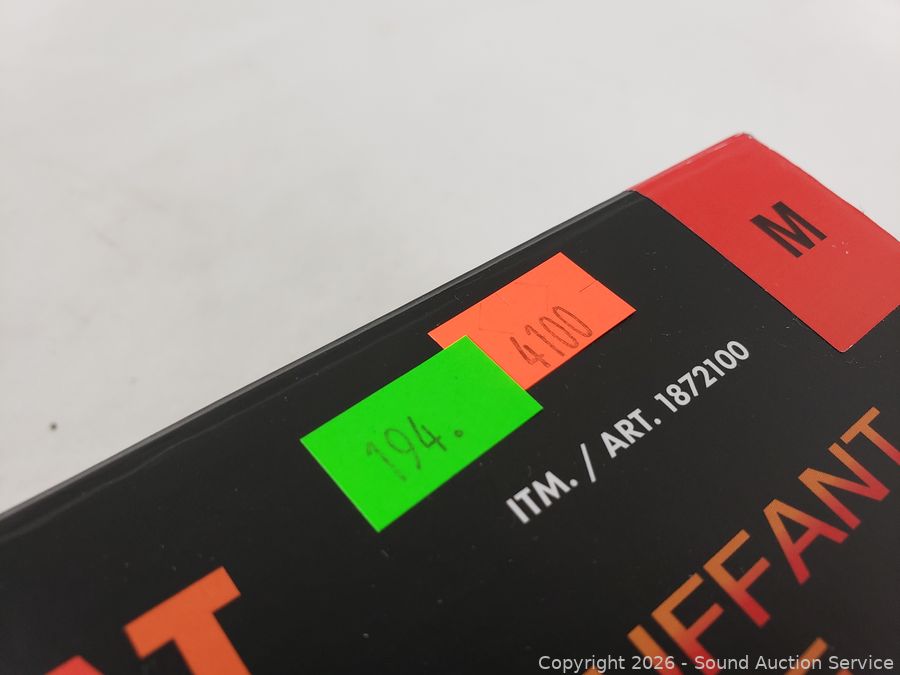 M
4100
194.
ITM. / ART. 1872100
Copyright 2026 - Sound Auction Service